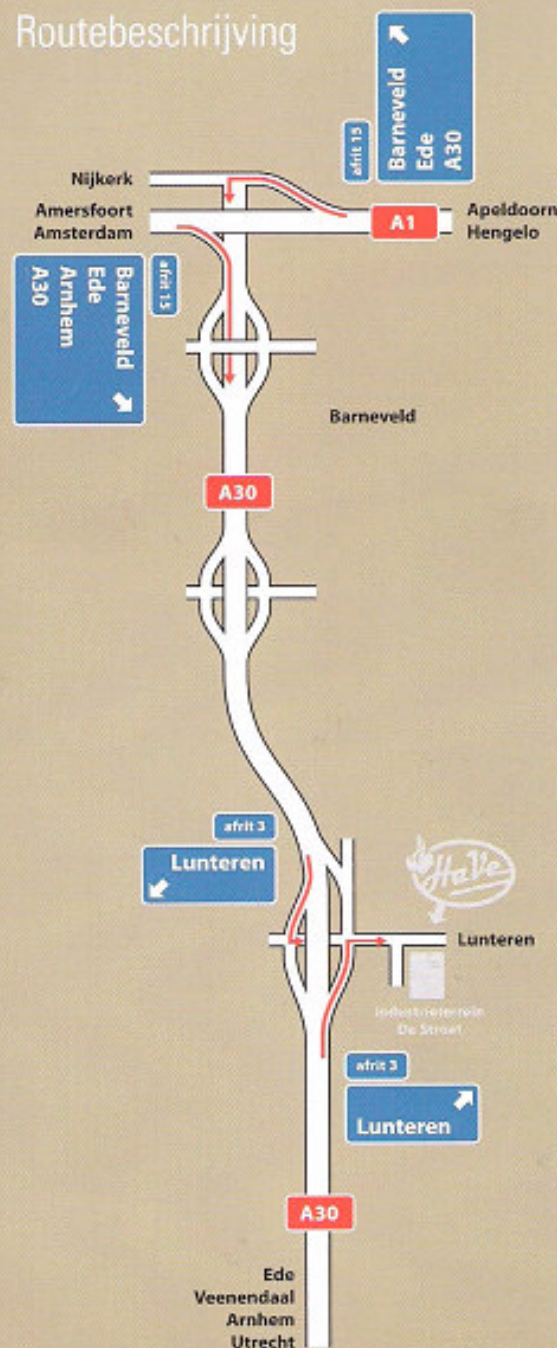 Routebeschrijving
Barneveld
Ede
A30
afrit 15
Nijkerk
Amersfoort
Amsterdam
A1
Apeldoorn
Hengelo
afrit 15
Barneveld
Ede
Arnhem
A30
Barneveld
A30
afrit 3
Lunteren
HaVe
Lunteren
Industrieterrein
De Stroet
afrit 3
Lunteren
A30
Ede
Veenendaal
Arnhem
Utrecht